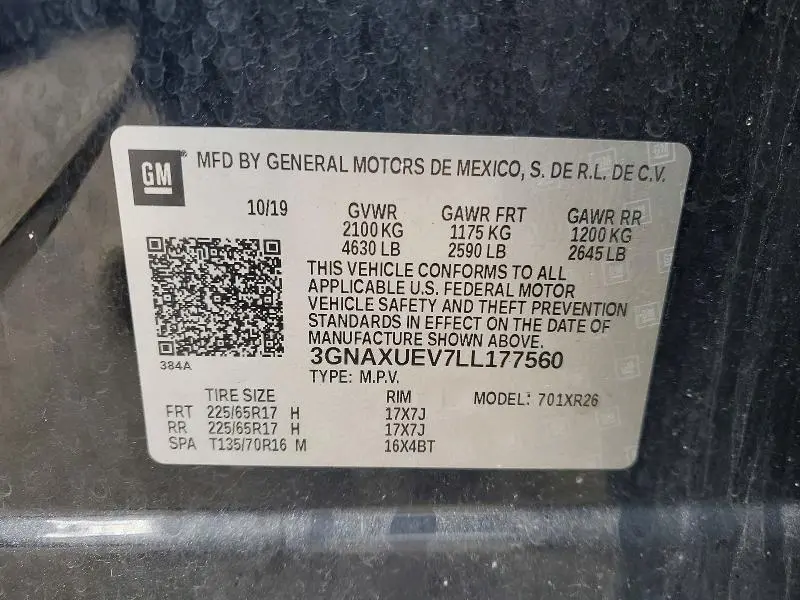 GM® MFD BY GENERAL MOTORS DE MEXICO, S. DE R.L. DE C.V.
10/19 GVWR GAWR FRT GAWR RR
2100 KG 1175 KG 1200 KG
4630 LB 2590 LB 2645 LB
THIS VEHICLE CONFORMS TO ALL
APPLICABLE U.S. FEDERAL MOTOR
VEHICLE SAFETY AND THEFT PREVENTION
STANDARDS IN EFFECT ON THE DATE OF
MANUFACTURE SHOWN ABOVE.
3GNAXUEV7LL177560
384A
TYPE: M.P.V.
TIRE SIZE RIM MODEL: 701XR26
FRT 225/65R17 H 17X7J
RR 225/65R17 H 17X7J
SPA T135/70R16 M 16X4BT